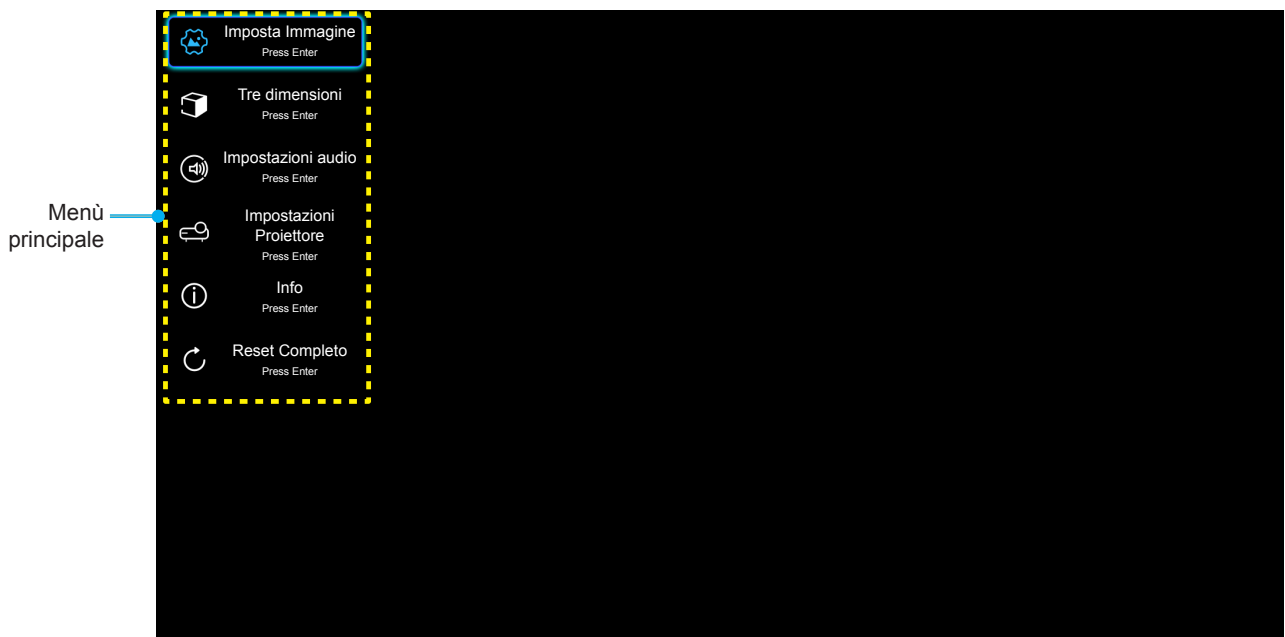 Imposta Immagine
Press Enter
Tre dimensioni
Press Enter
Impostazioni audio
Press Enter
Menù
principale
Impostazioni
Proiettore
Press Enter
Info
Press Enter
Reset Completo
Press Enter